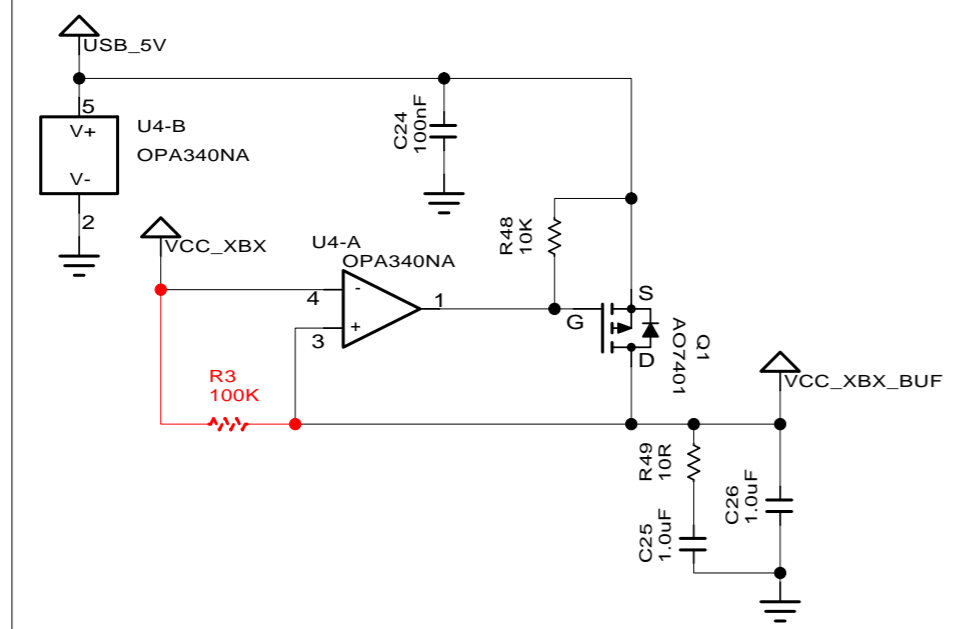 USB_5V
5
V+
V-
2
U4-B
OPA340NA
C24
100nF
VCC_XBX
U4-A
OPA340NA
4
-
3
+
1
R48
10K
G
S
D
Q1
AO7401
R3
100K
VCC_XBX_BUF
R49
10R
C25
1.0uF
C26
1.0uF